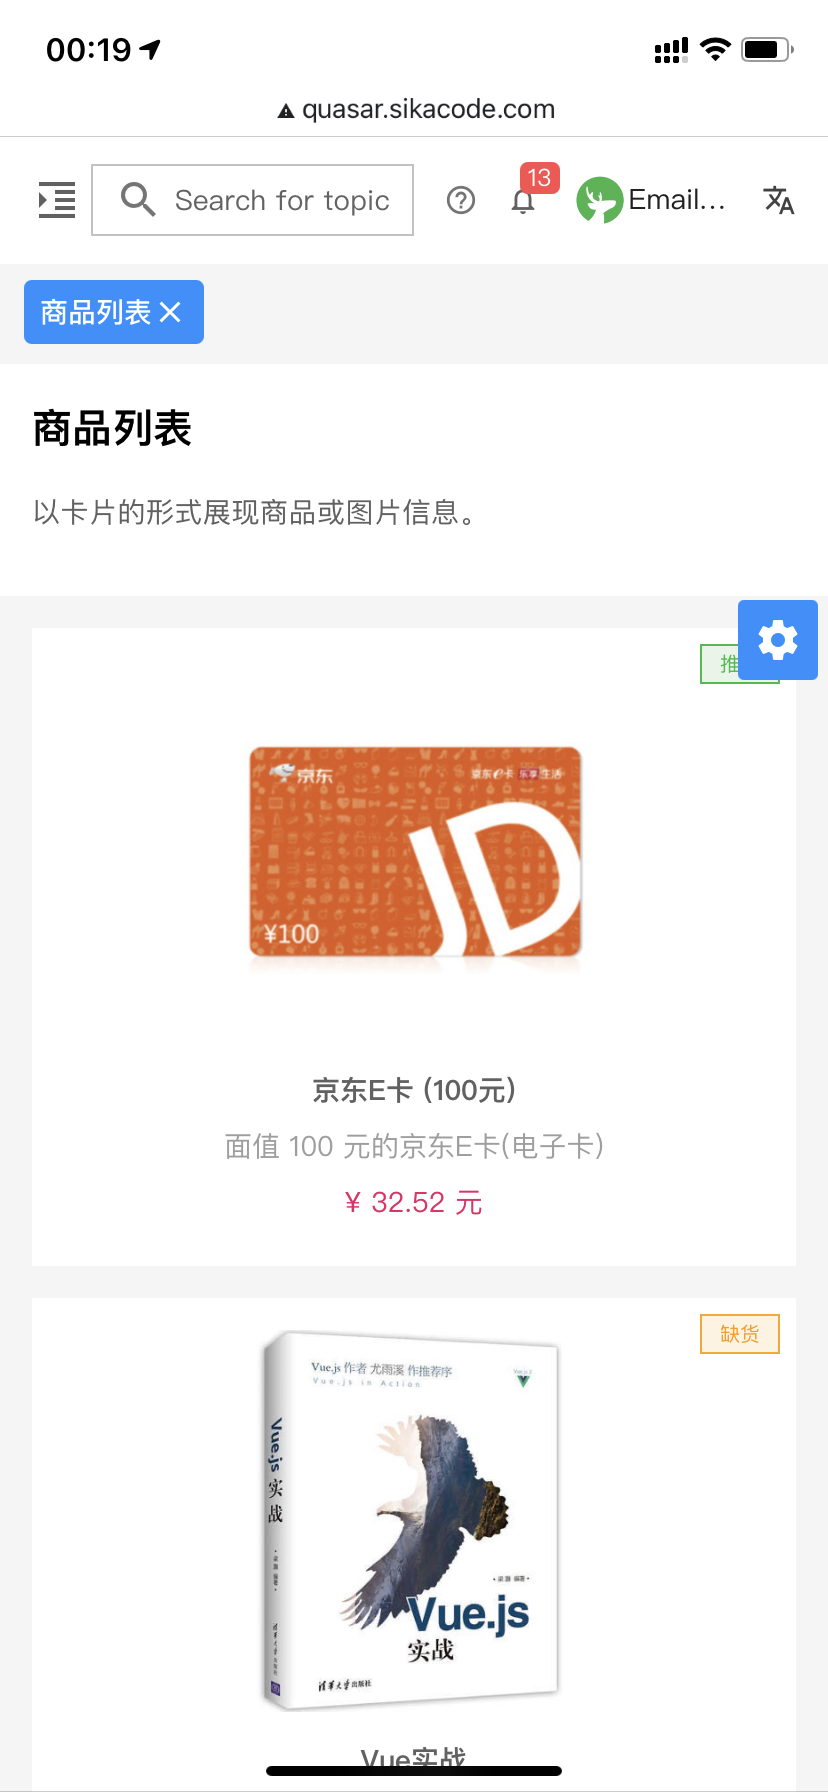 00:19
quasar.sikacode.com
Search for topic
13
Email...
商品列表
商品列表
以卡片的形式展现商品或图片信息。
推
京东
京东e卡 乐享生活
JD
¥100
京东E卡 (100元)
面值 100 元的京东E卡(电子卡)
¥ 32.52 元
缺货
Vue.js 作者 尤雨溪 作推荐序
Vue.js in Action
Vue.js 实战
Vue.js
实战
清华大学出版社
Vue实战